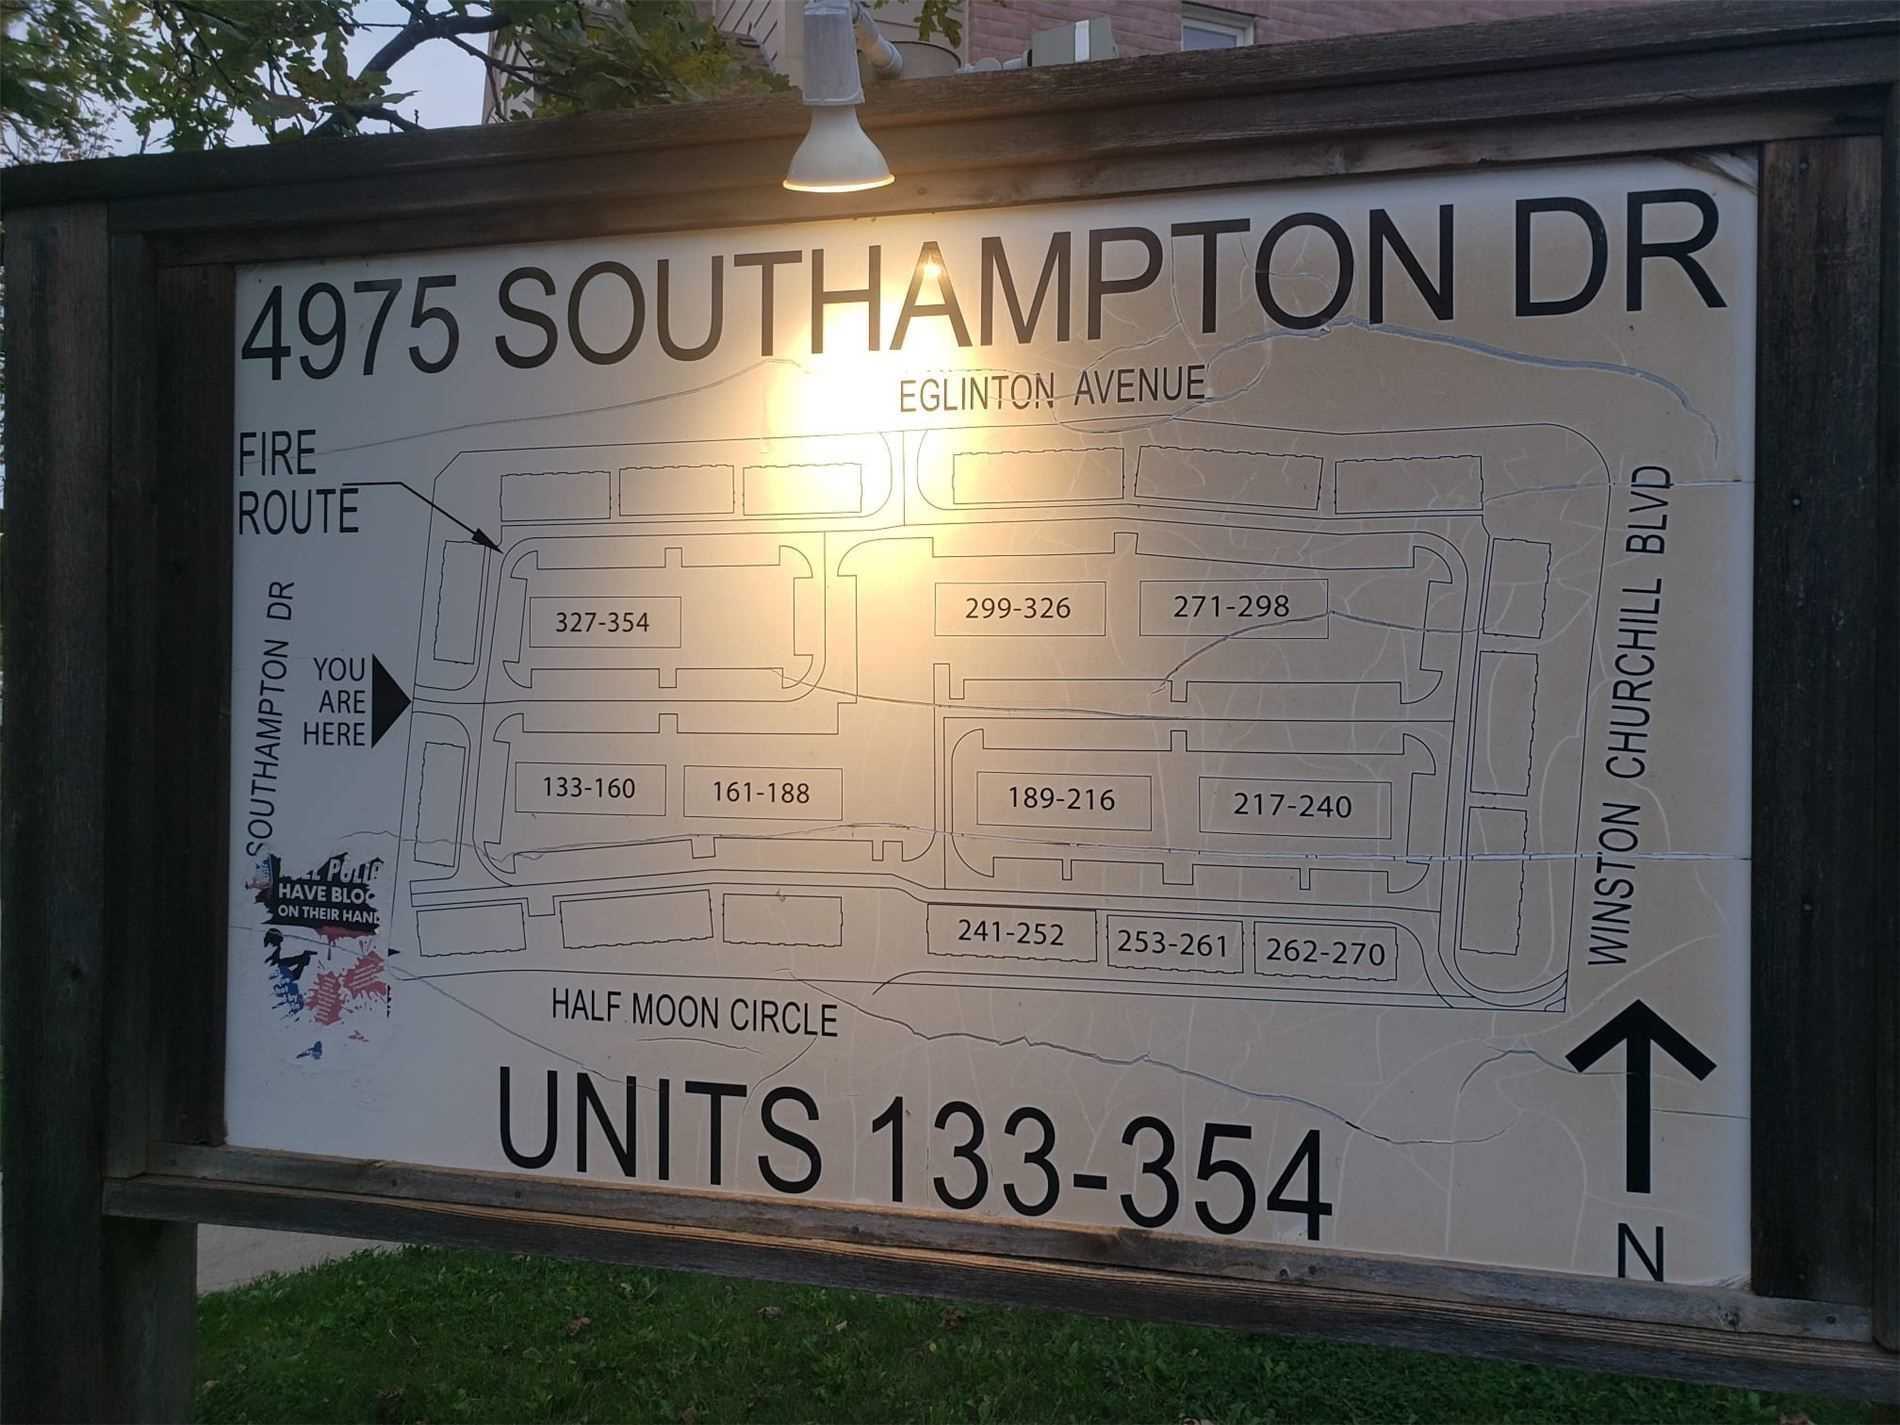 4975 SOUTHAMPTON DR
EGLINTON AVENUE
FIRE
ROUTE
SOUTHAMPTON DR
YOU
ARE
HERE
WINSTON CHURCHILL BLVD
327-354
299-326
271-298
133-160
161-188
189-216
217-240
241-252
253-261
262-270
HAVE BLOC
ON THEIR HAND
HALF MOON CIRCLE
UNITS 133-354
N